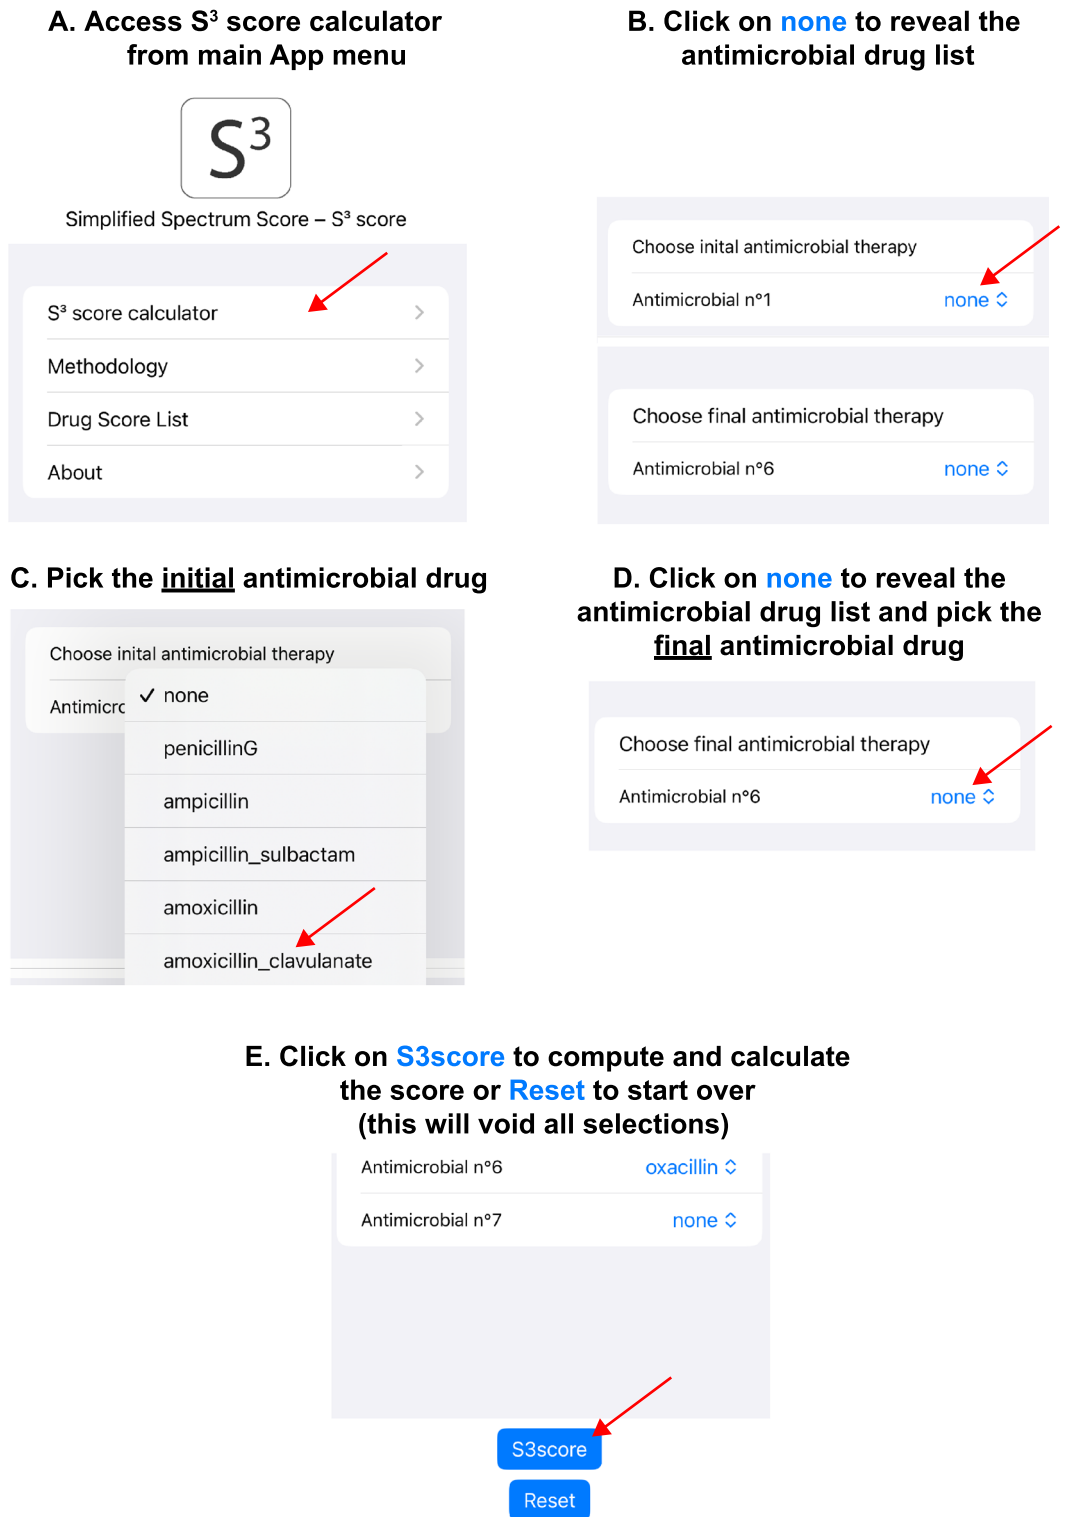 A. Access S³ score calculator
from main App menu
S³
Simplified Spectrum Score – S³ score
S³ score calculator
Methodology
Drug Score List
About
B. Click on none to reveal the
antimicrobial drug list
Choose inital antimicrobial therapy
Antimicrobial n°1 none
Choose final antimicrobial therapy
Antimicrobial n°6 none
C. Pick the initial antimicrobial drug
Choose inital antimicrobial therapy
Antimicro
✓ none
penicillinG
ampicillin
ampicillin_sulbactam
amoxicillin
amoxicillin_clavulanate
D. Click on none to reveal the
antimicrobial drug list and pick the
final antimicrobial drug
Choose final antimicrobial therapy
Antimicrobial n°6 none
E. Click on S3score to compute and calculate
the score or Reset to start over
(this will void all selections)
Antimicrobial n°6 oxacillin
Antimicrobial n°7 none
S3score
Reset